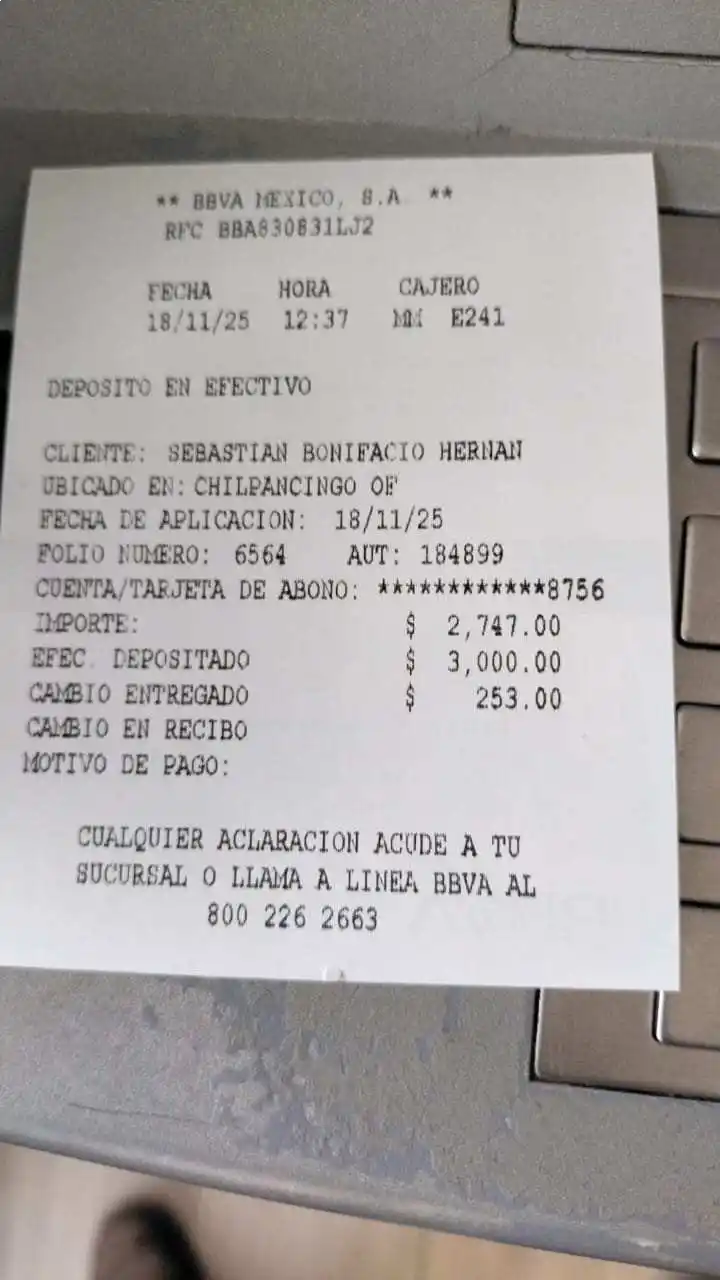 ** BBVA MEXICO, S.A. **
RFC BBA830831LJ2
FECHA HORA CAJERO
18/11/25 12:37 MM E241
DEPOSITO EN EFECTIVO
CLIENTE: SEBASTIAN BONIFACIO HERNAN
UBICADO EN: CHILPANCINGO OF
FECHA DE APLICACION: 18/11/25
FOLIO NUMERO: 6564 AUT: 184899
CUENTA/TARJETA DE ABONO: ************8756
IMPORTE: $ 2,747.00
EFEC. DEPOSITADO $ 3,000.00
CAMBIO ENTREGADO $ 253.00
CAMBIO EN RECIBO
MOTIVO DE PAGO:
CUALQUIER ACLARACION ACUDE A TU
SUCURSAL O LLAMA A LINEA BBVA AL
800 226 2663